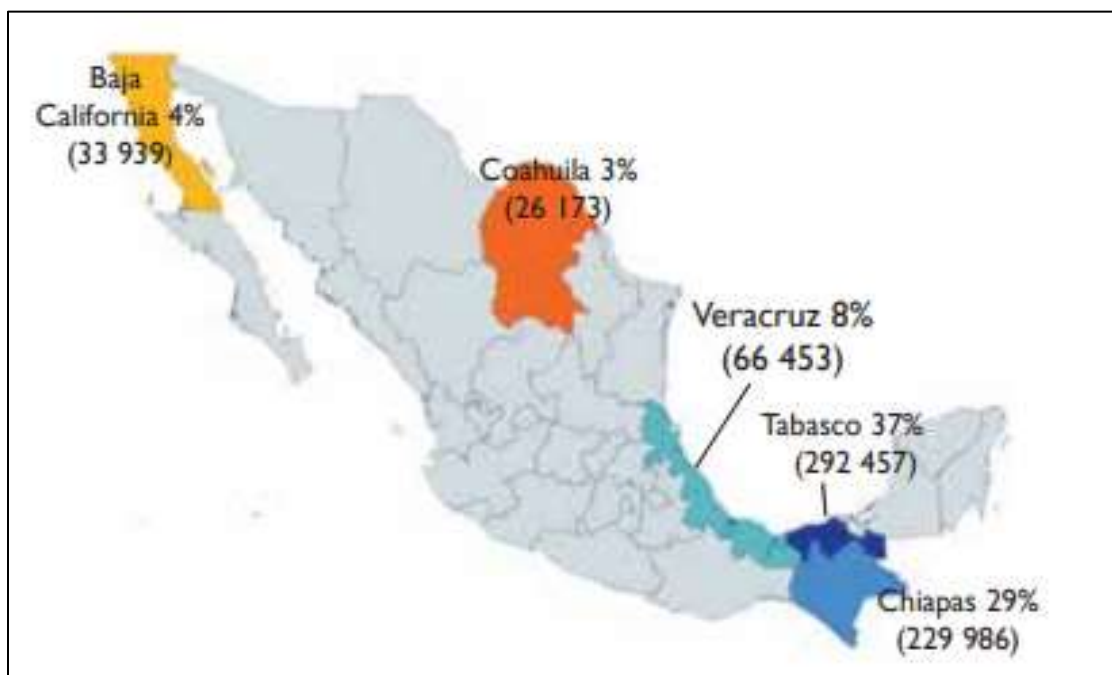 Baja
California 4%
(33 939)
Coahuila 3%
(26 173)
Veracruz 8%
(66 453)
Tabasco 37%
(292 457)
Chiapas 29%
(229 986)